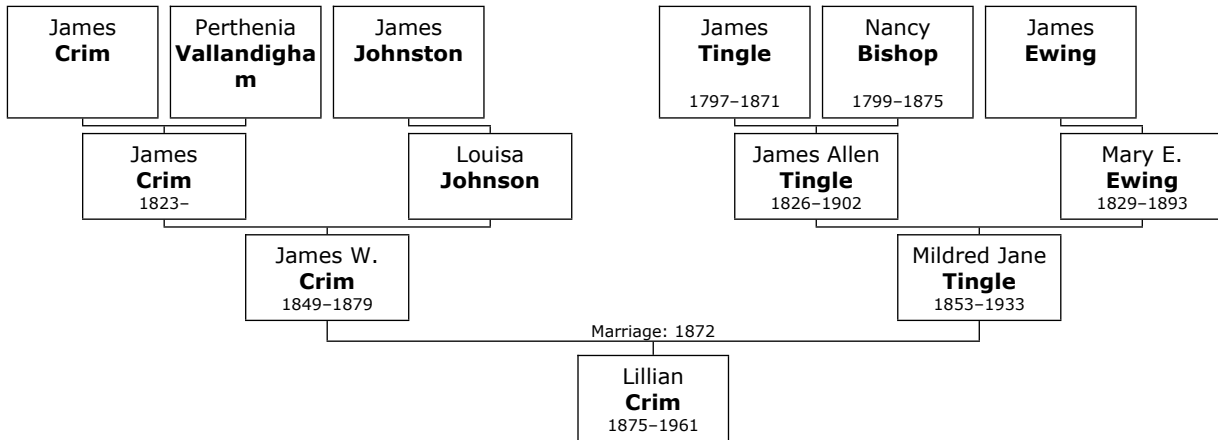 James
Crim
Perthenia
Vallandigha
m
James
Johnston
James
Tingle
1797–1871
Nancy
Bishop
1799–1875
James
Ewing
James
Crim
1823–
Louisa
Johnson
James Allen
Tingle
1826–1902
Mary E.
Ewing
1829–1893
James W.
Crim
1849–1879
Mildred Jane
Tingle
1853–1933
Marriage: 1872
Lillian
Crim
1875–1961